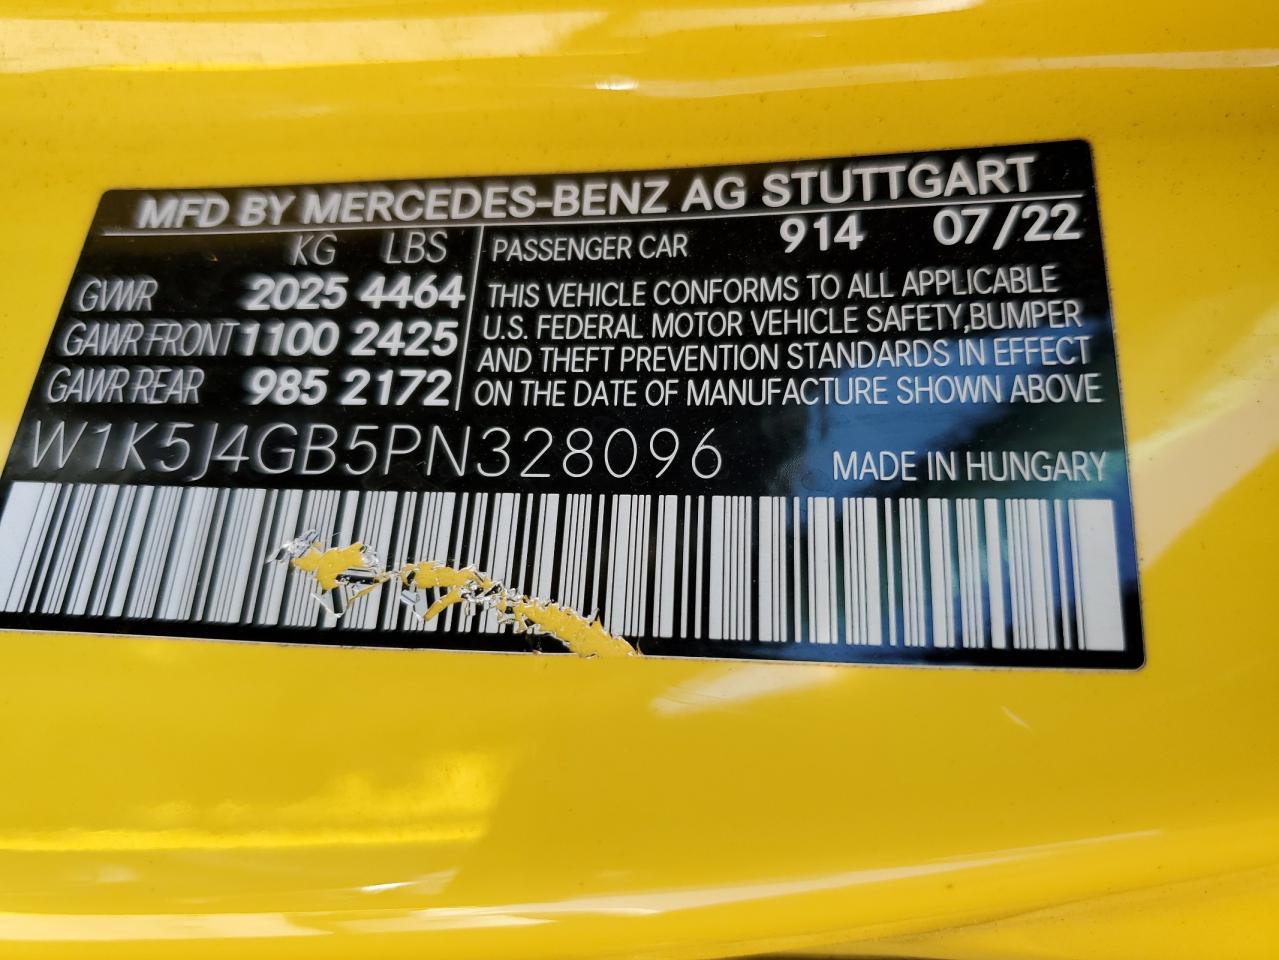 MFD BY MERCEDES-BENZ AG STUTTGART
KG LBS
GVWR 2025 4464
GAWR FRONT 1100 2425
GAWR REAR 985 2172
PASSENGER CAR 914 07/22
THIS VEHICLE CONFORMS TO ALL APPLICABLE
U.S. FEDERAL MOTOR VEHICLE SAFETY,BUMPER
AND THEFT PREVENTION STANDARDS IN EFFECT
ON THE DATE OF MANUFACTURE SHOWN ABOVE
W1K5J4GB5PN328096
MADE IN HUNGARY